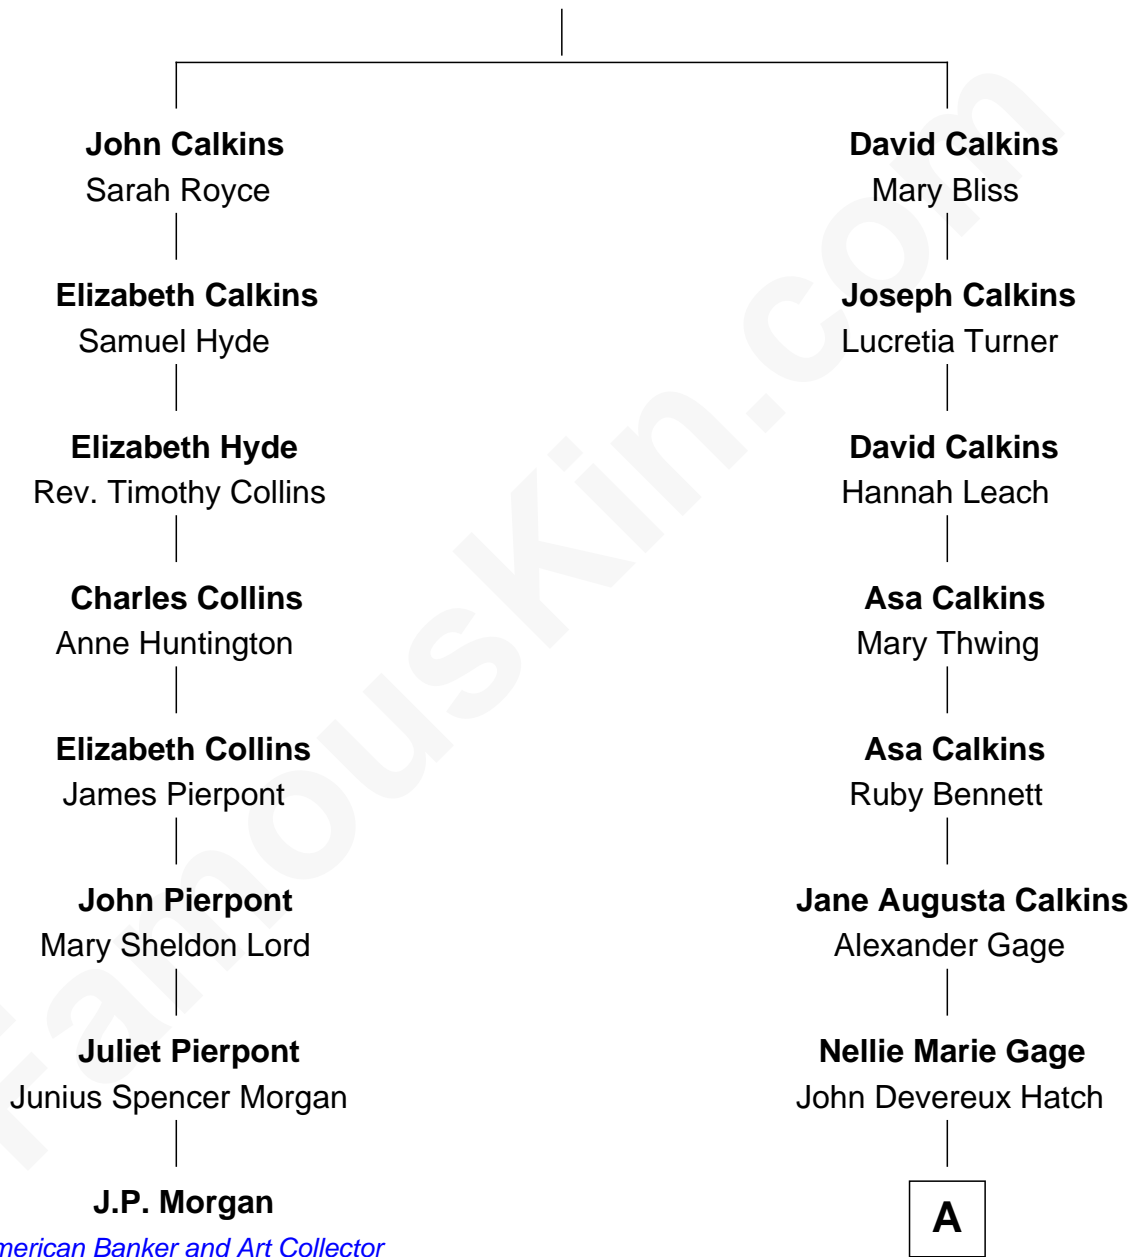 John Calkins
Sarah Royce
Elizabeth Calkins
Samuel Hyde
Elizabeth Hyde
Rev. Timothy Collins
Charles Collins
Anne Huntington
Elizabeth Collins
James Pierpont
John Pierpont
Mary Sheldon Lord
Juliet Pierpont
Junius Spencer Morgan
J.P. Morgan
merican Banker and Art Collector
David Calkins
Mary Bliss
Joseph Calkins
Lucretia Turner
David Calkins
Hannah Leach
Asa Calkins
Mary Thwing
Asa Calkins
Ruby Bennett
Jane Augusta Calkins
Alexander Gage
Nellie Marie Gage
John Devereux Hatch
A
FamousKin.com